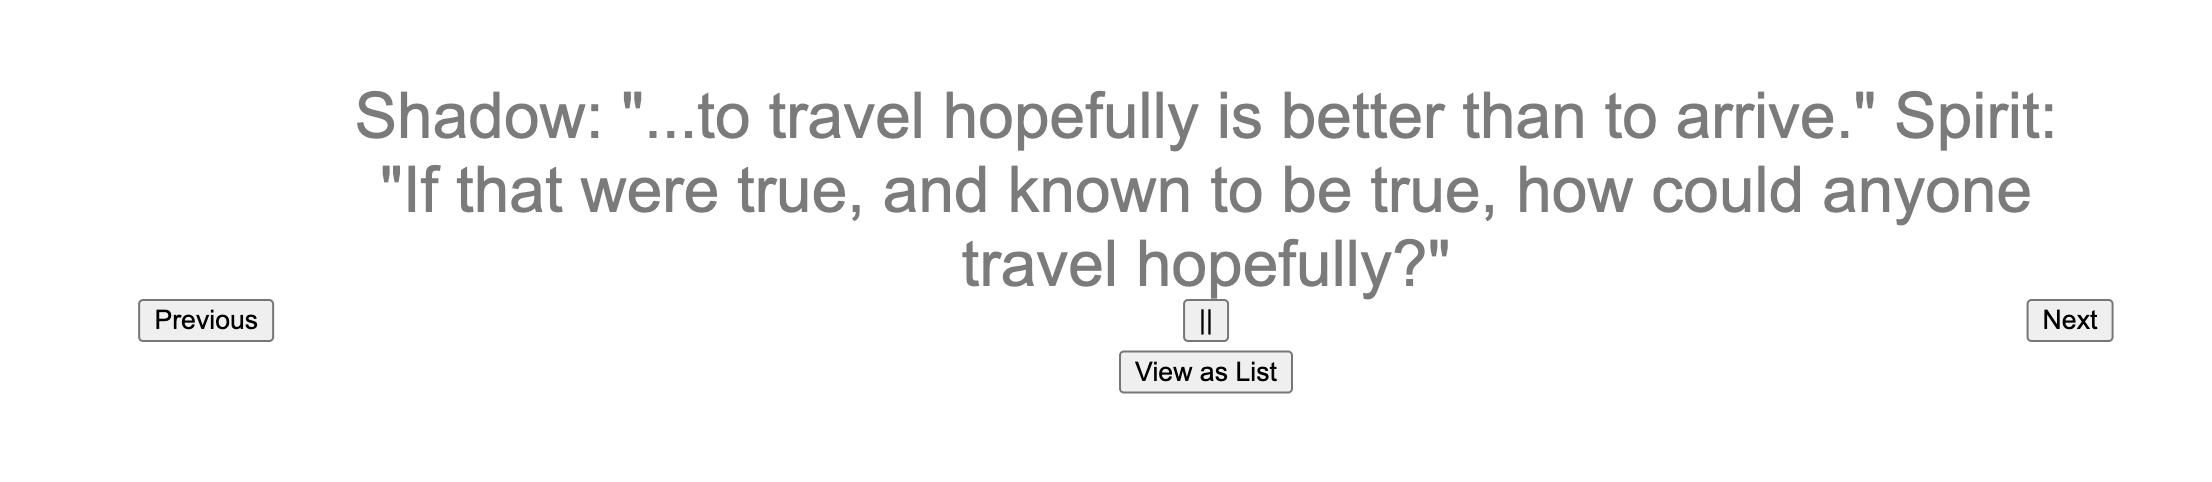 Shadow: "...to travel hopefully is better than to arrive." Spirit:
"If that were true, and known to be true, how could anyone
travel hopefully?"
Previous
||
Next
View as List